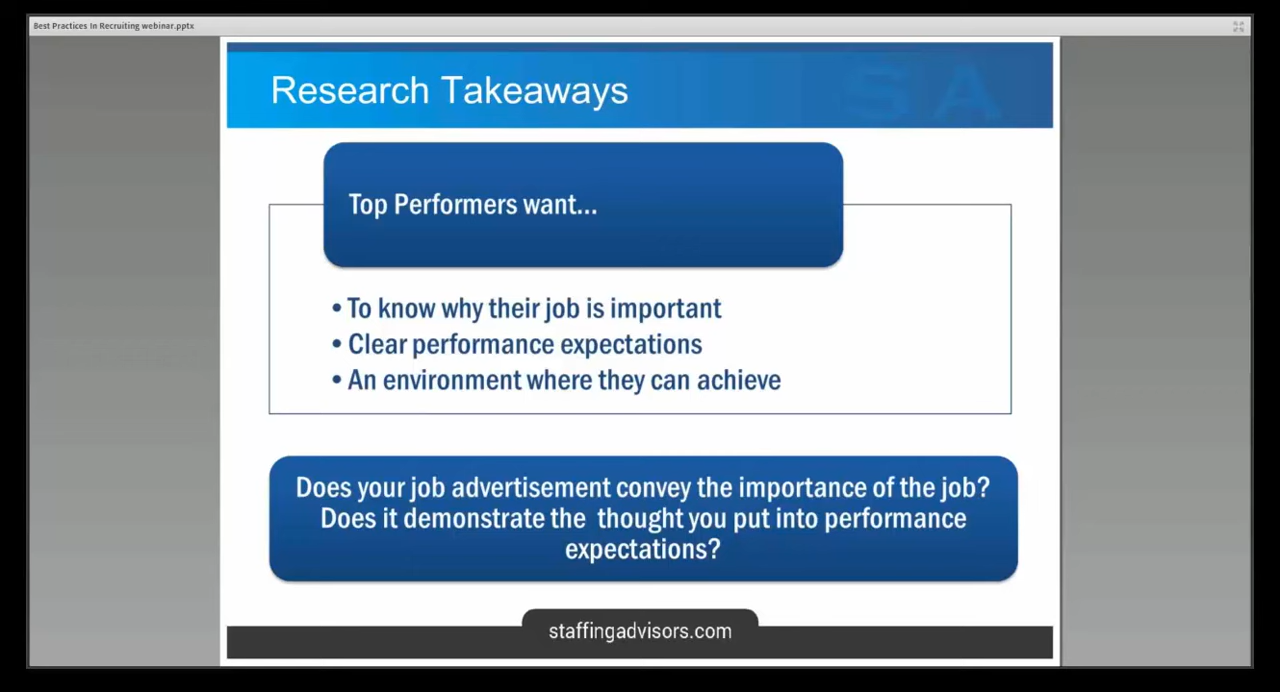 Best Practices In Recruiting webinar.pptx
Research Takeaways
S A
Top Performers want...
• To know why their job is important
• Clear performance expectations
• An environment where they can achieve
Does your job advertisement convey the importance of the job?
Does it demonstrate the  thought you put into performance
expectations?
staffingadvisors.com